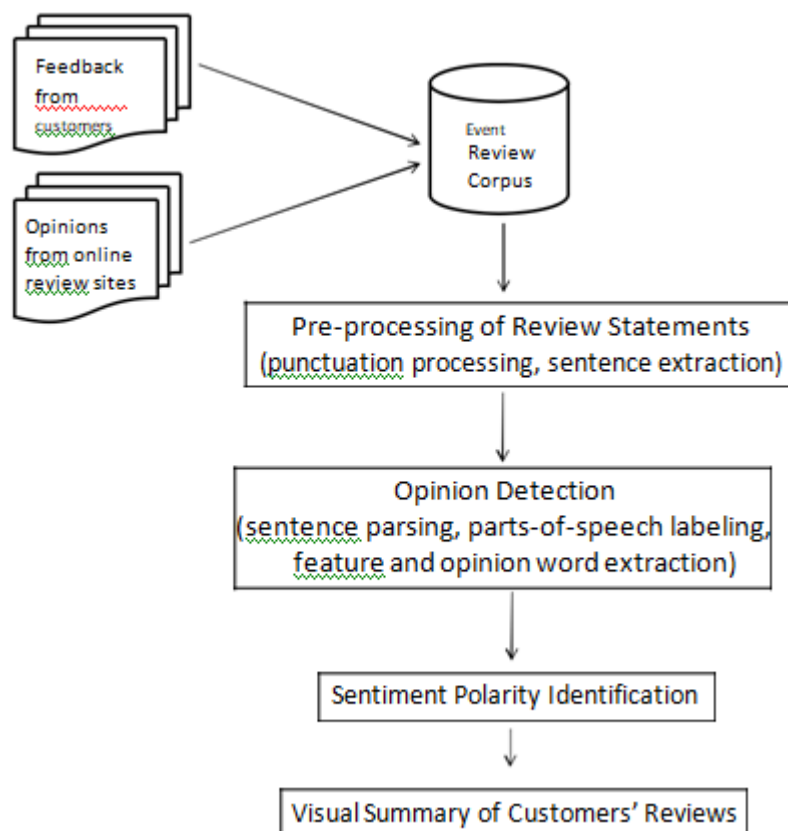 Feedback
from
customers
Opinions
from online
review sites
Event
Review
Corpus
Pre-processing of Review Statements
(punctuation processing, sentence extraction)
Opinion Detection
(sentence parsing, parts-of-speech labeling,
feature and opinion word extraction)
Sentiment Polarity Identification
Visual Summary of Customers’ Reviews